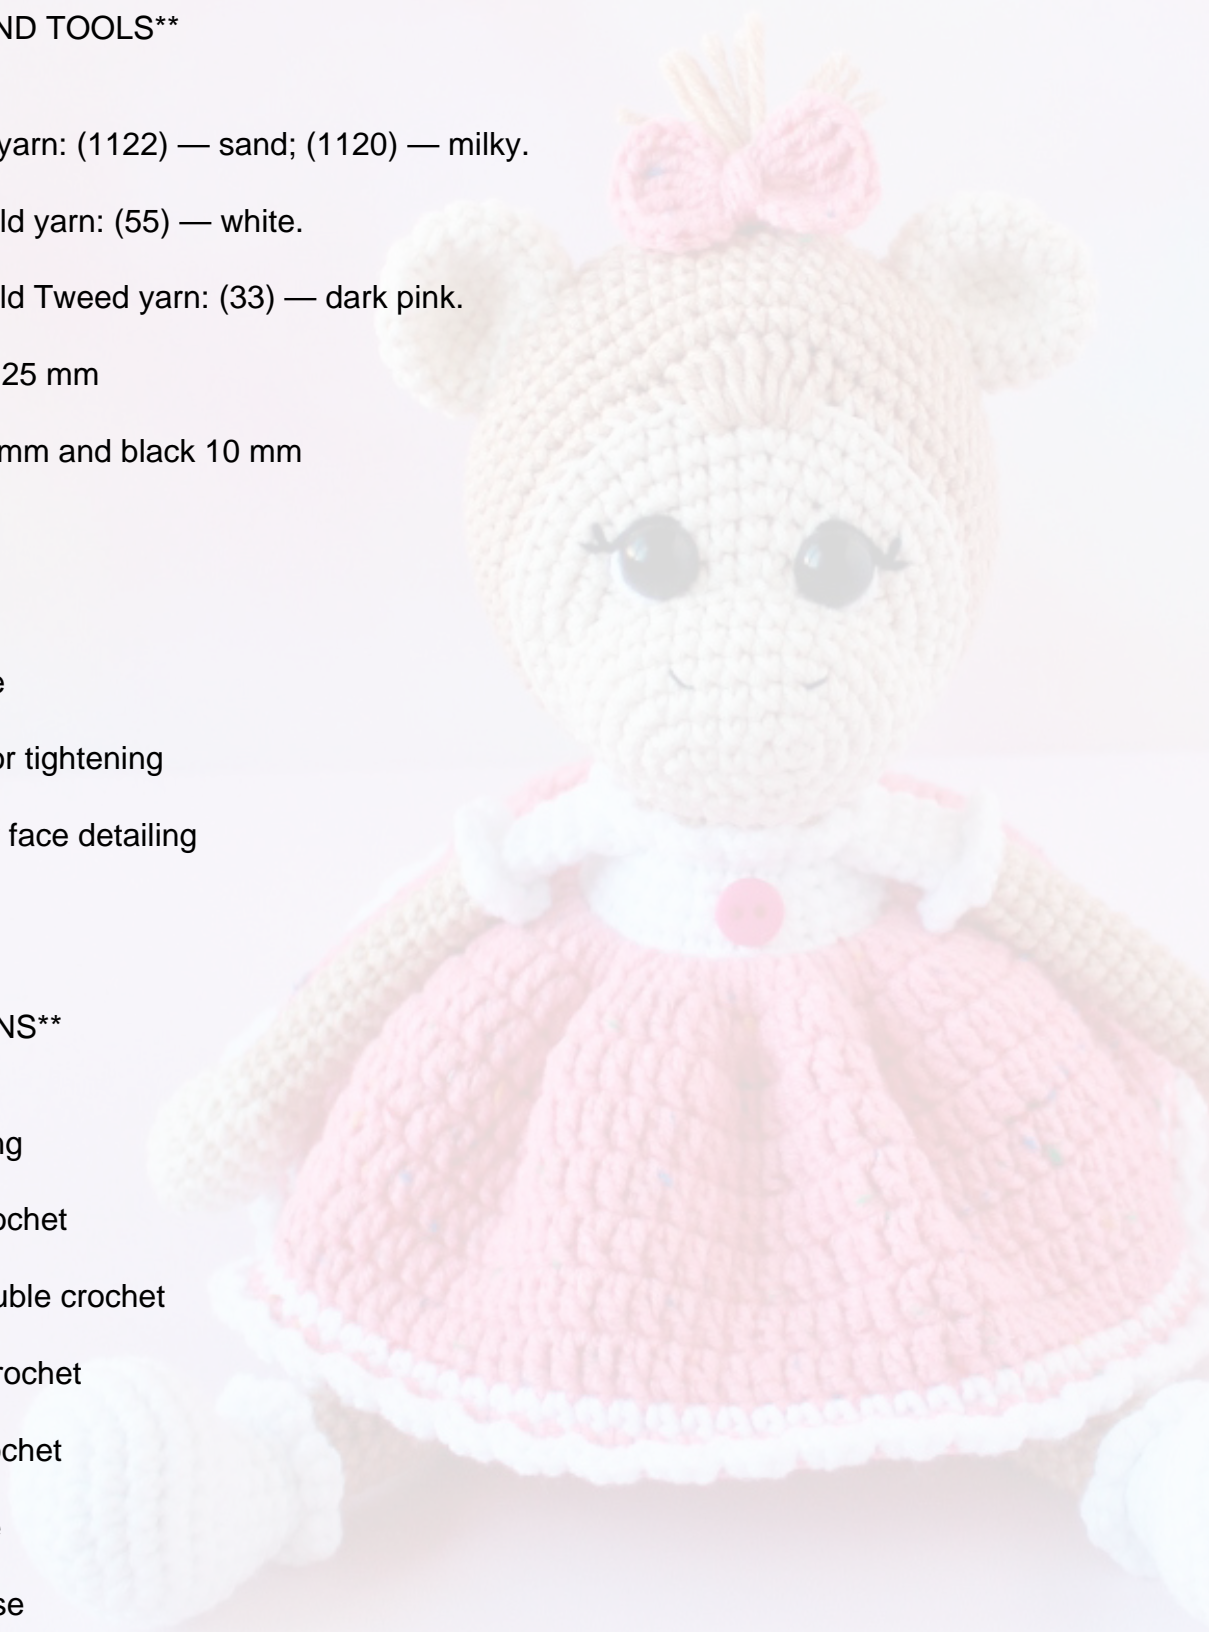 ND TOOLS**
yarn: (1122) — sand; (1120) — milky.
ld yarn: (55) — white.
ld Tweed yarn: (33) — dark pink.
25 mm
mm and black 10 mm
e
or tightening
face detailing
NS**
ng
ochet
uble crochet
rochet
ochet
se